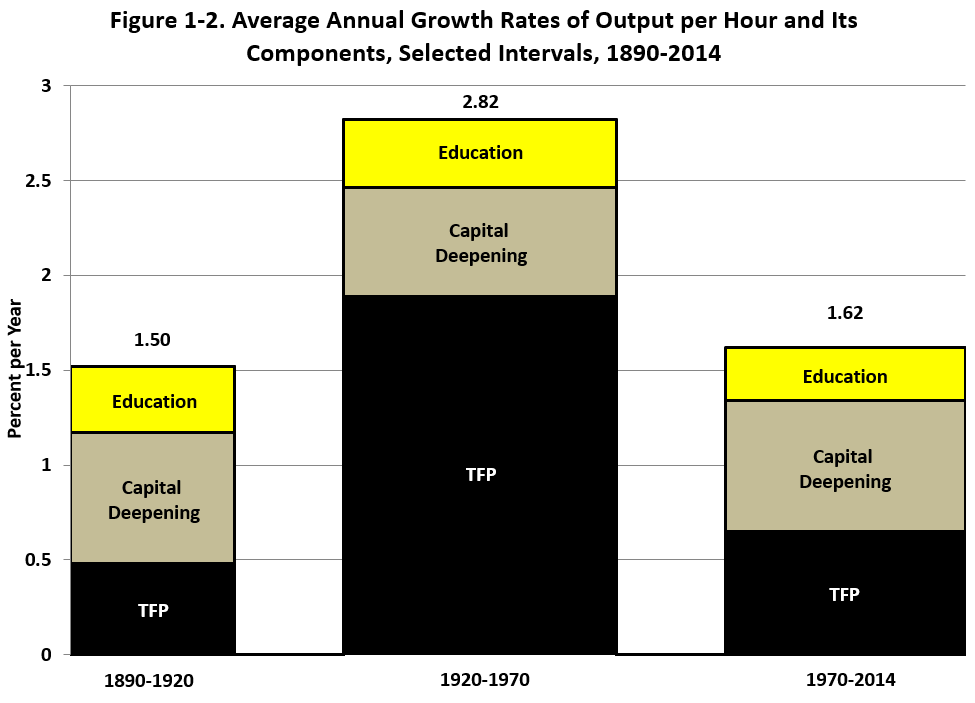 Figure 1-2. Average Annual Growth Rates of Output per Hour and Its
Components, Selected Intervals, 1890-2014
Percent per Year
3
2.5
2
1.5
1
0.5
0
1.50
Education
Capital
Deepening
TFP
2.82
Education
Capital
Deepening
TFP
1.62
Education
Capital
Deepening
TFP
1890-1920
1920-1970
1970-2014